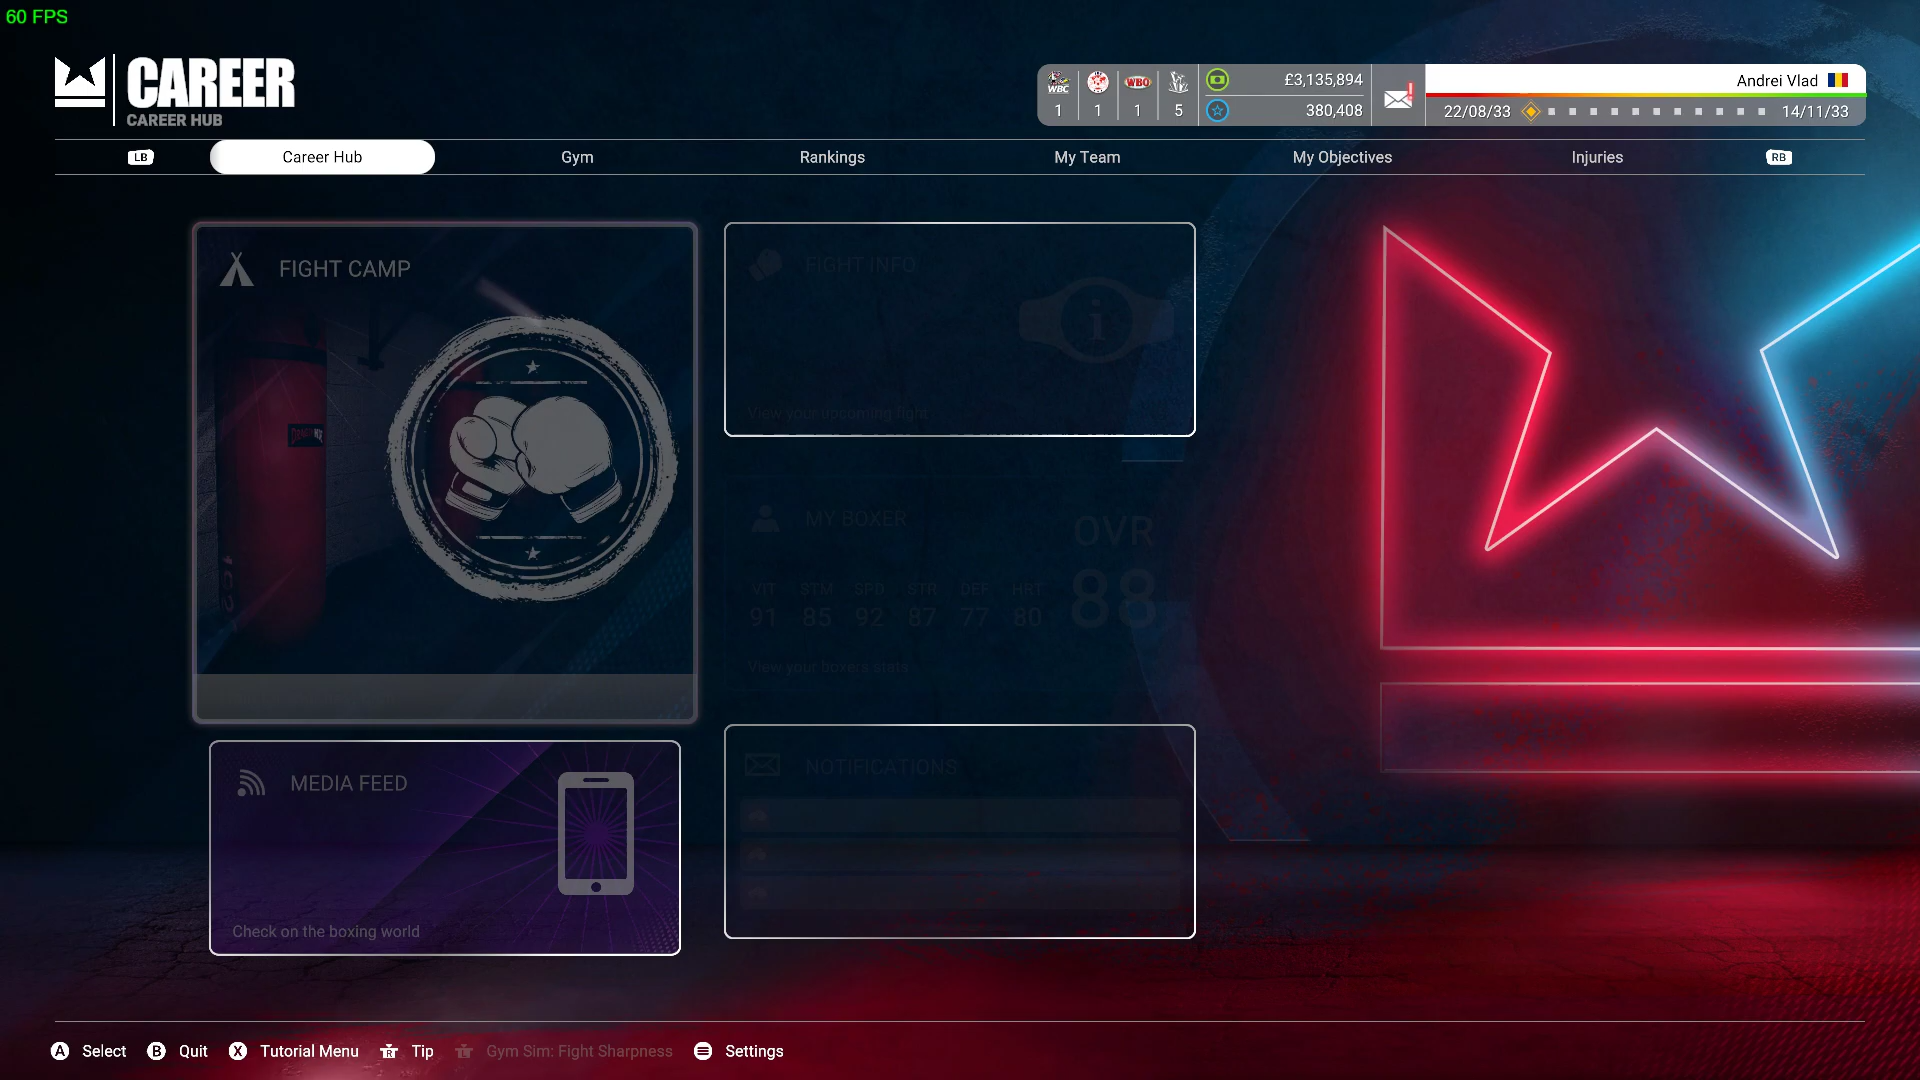 60 FPS
CAREER
CAREER HUB
WBC
WBO
1
1
1
5
£3,135,894
380,408
Andrei Vlad
22/08/33
14/11/33
LB
Career Hub
Gym
Rankings
My Team
My Objectives
Injuries
RB
FIGHT CAMP
FIGHT INFO
View your upcoming fight
MY BOXER
OVR
88
VIT STM SPD STR DEF HRT
91 85 92 87 77 80
View your boxers stats
MEDIA FEED
Check on the boxing world
NOTIFICATIONS
A Select
B Quit
X Tutorial Menu
R Tip
L Gym Sim: Fight Sharpness
Settings